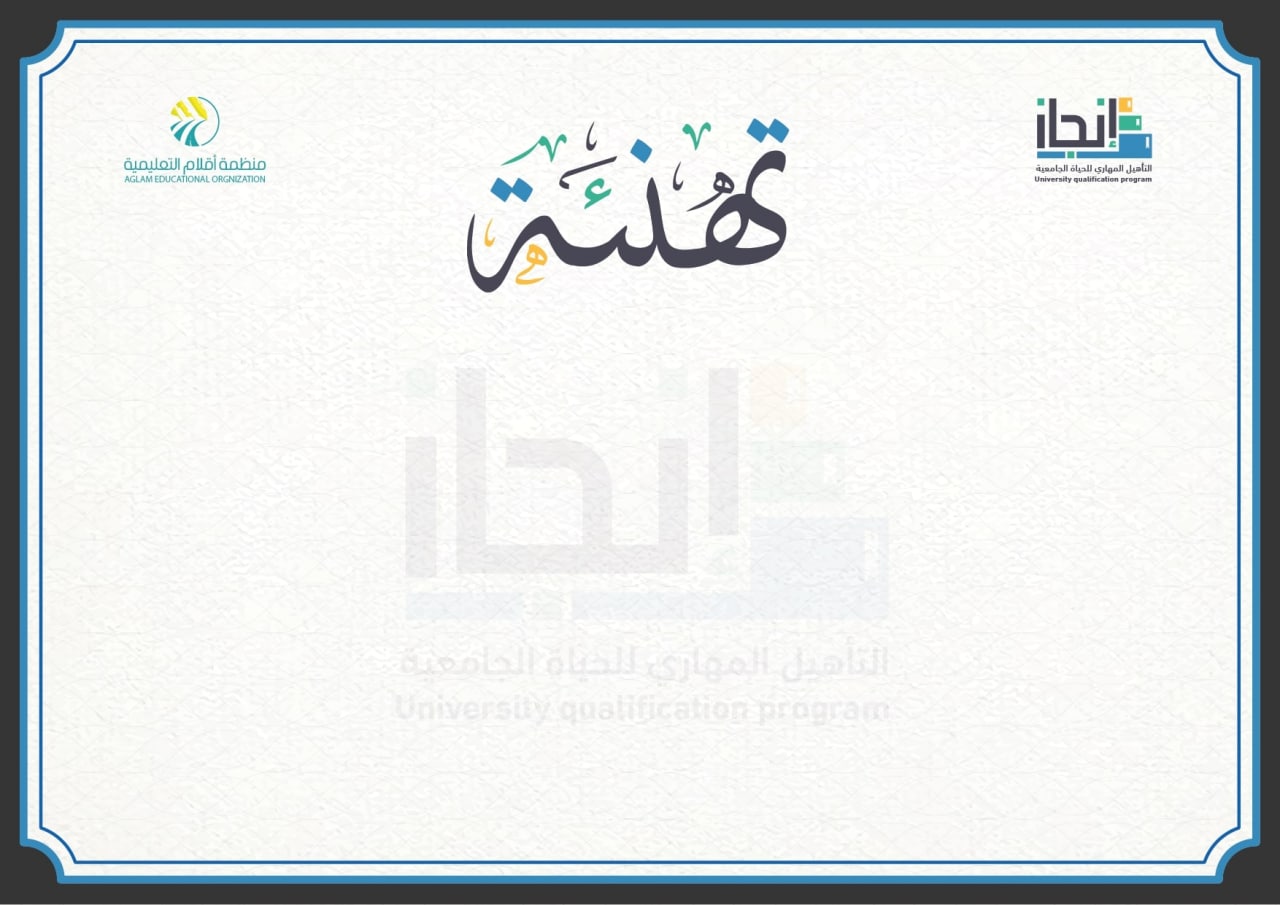 إنجاز
التأهيل المهاري للحياة الجامعية
University qualification program
منظمة أقلام التعليمية
AGLAM EDUCATIONAL ORGNIZATION
تهنئة
إنجاز
التأهيل المهاري للحياة الجامعية
University qualification program